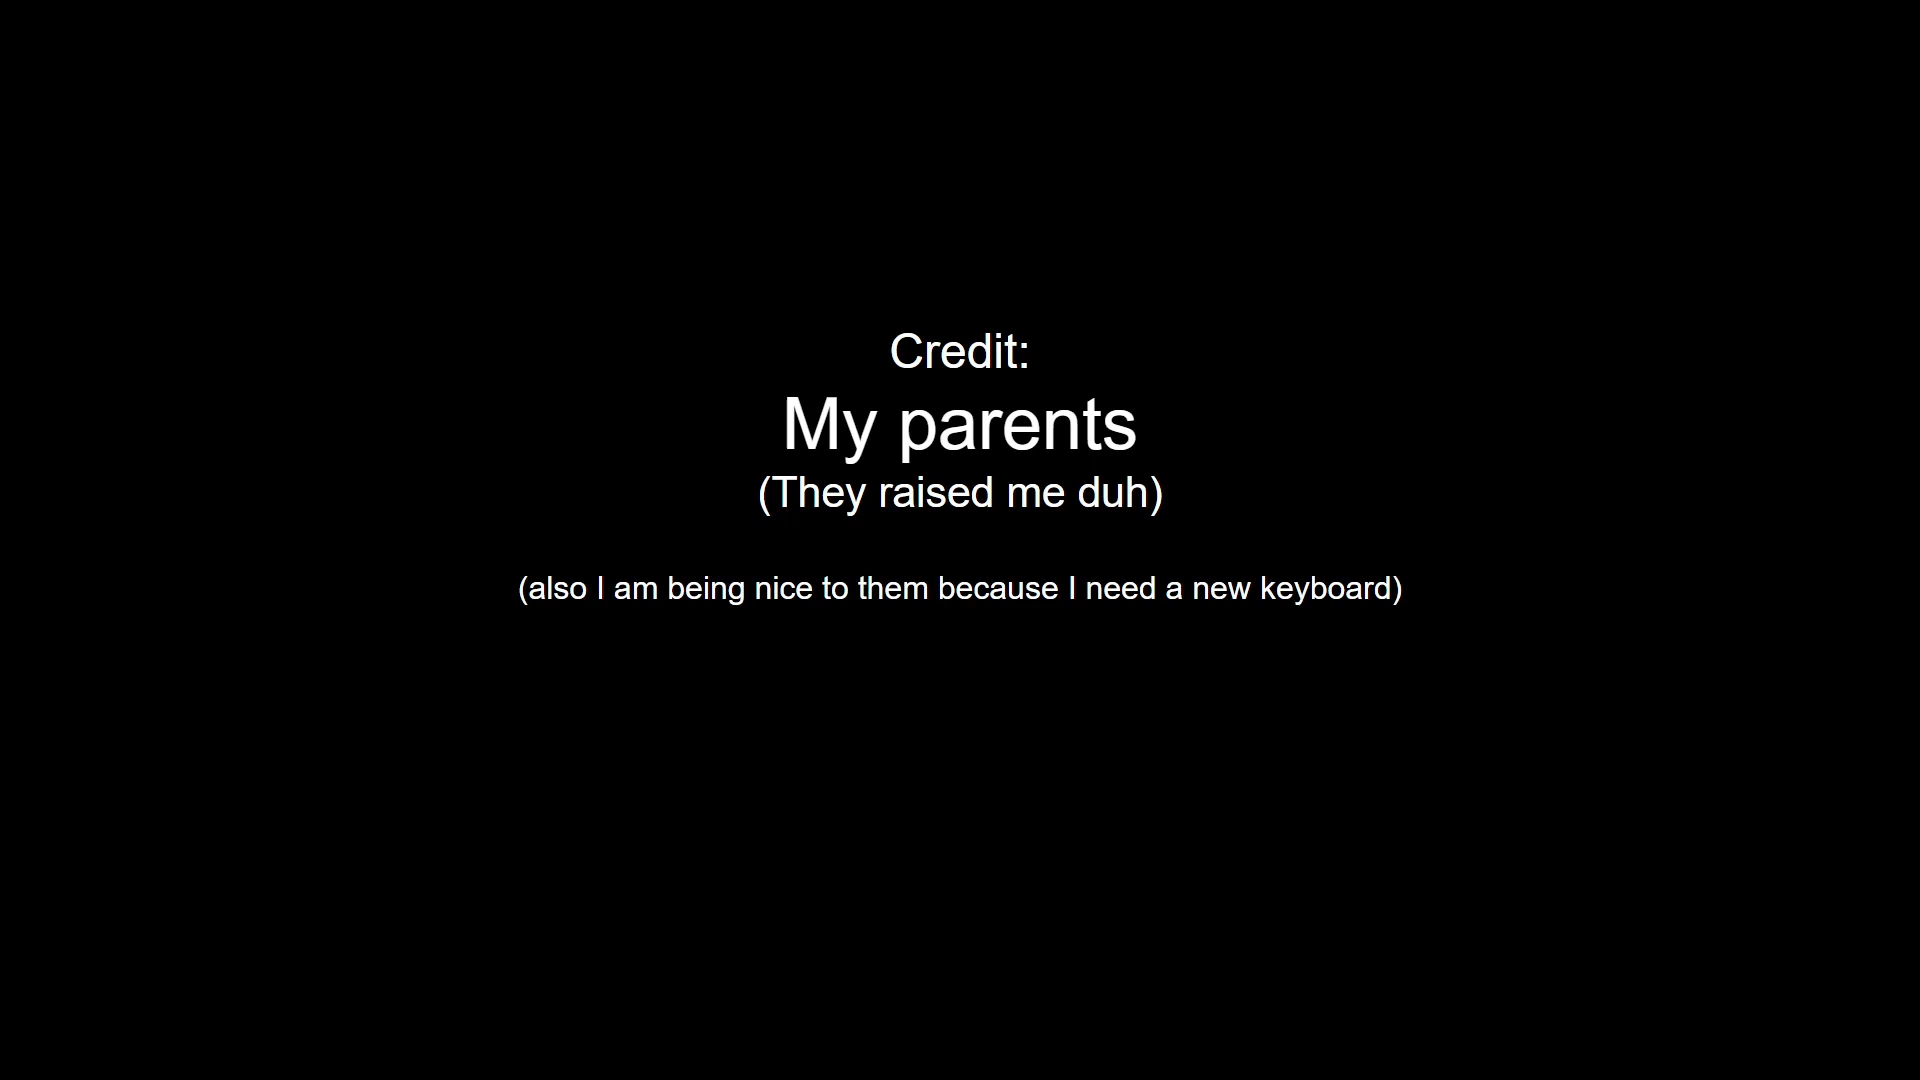 Credit:
My parents
(They raised me duh)
(also I am being nice to them because I need a new keyboard)